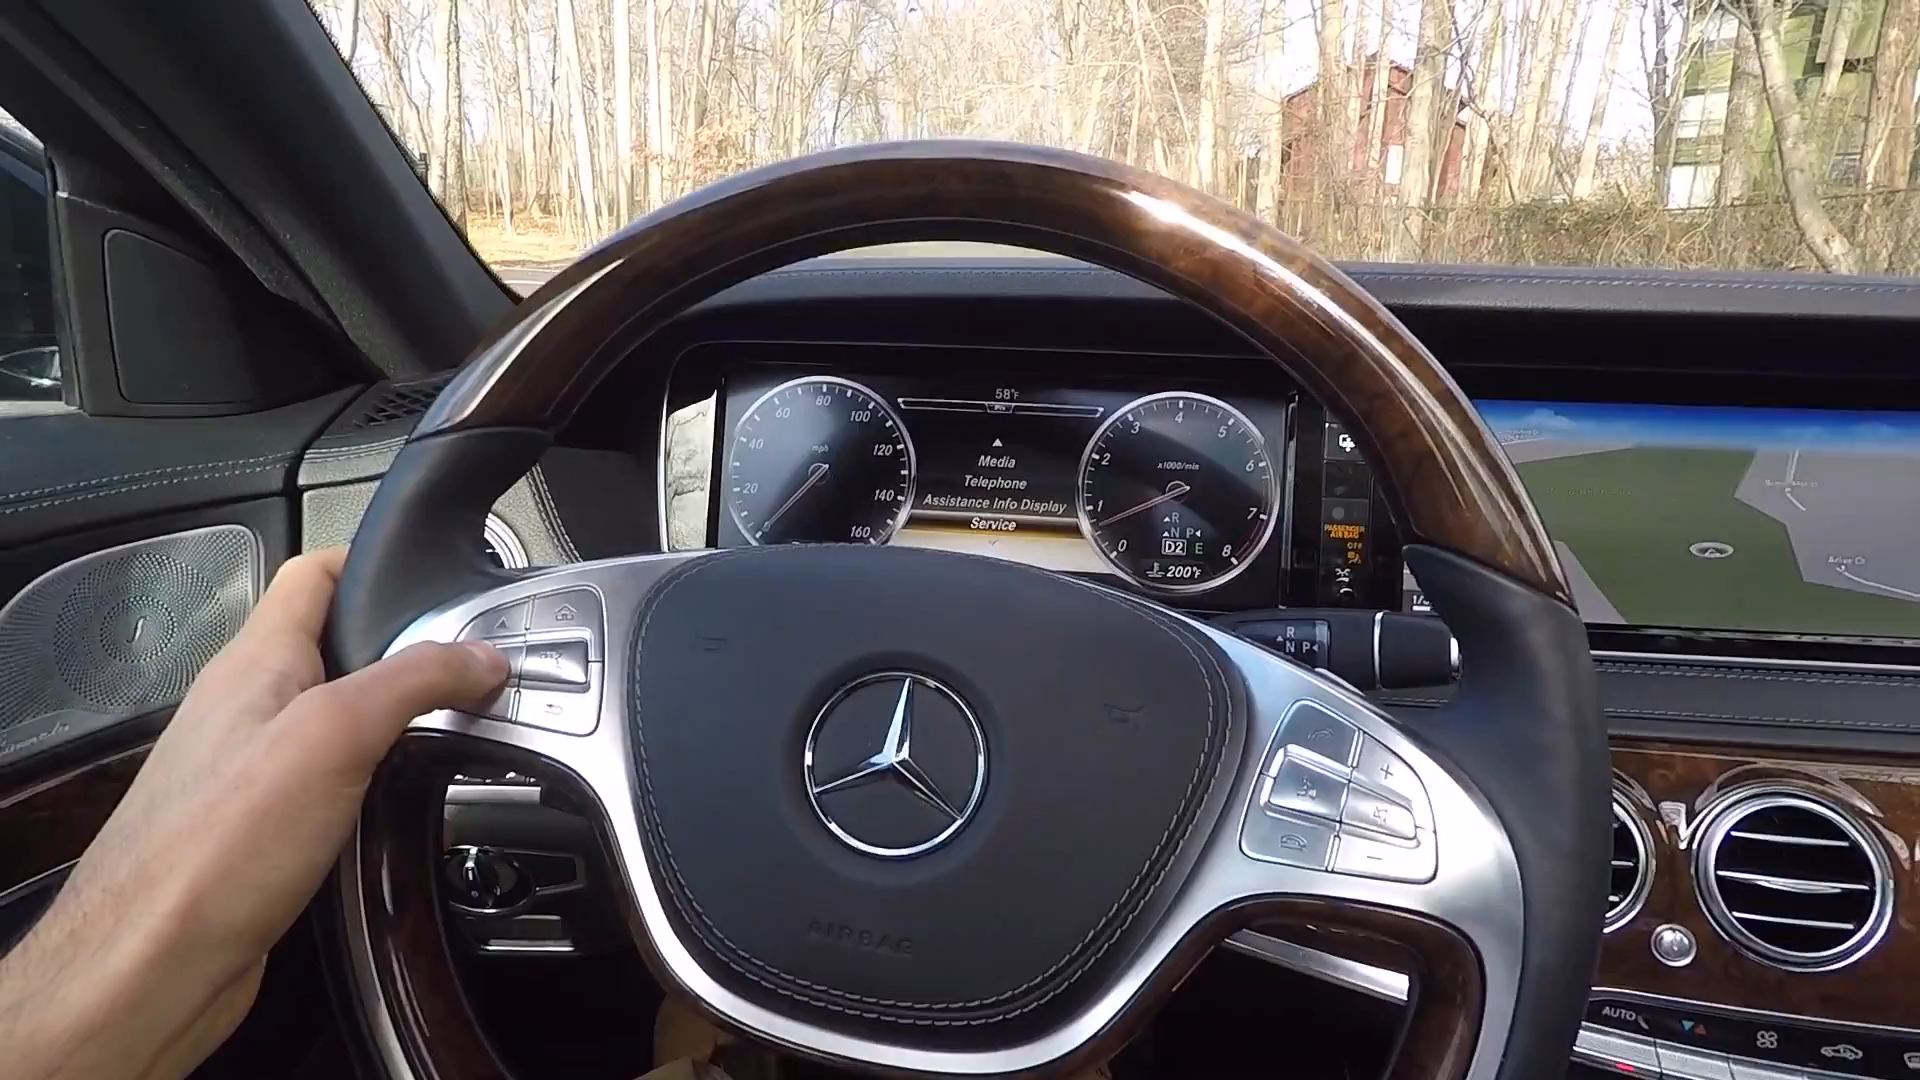 58°F
Media
Telephone
Assistance Info Display
Service
20
40
60
80
100
120
140
160
mph
0
1
2
3
4
5
6
7
8
x1000/min
R
N P
D2 E
200°F
PASSENGER
AIR BAG
OFF
R
N P
+
−
AIRBAG
AUTO